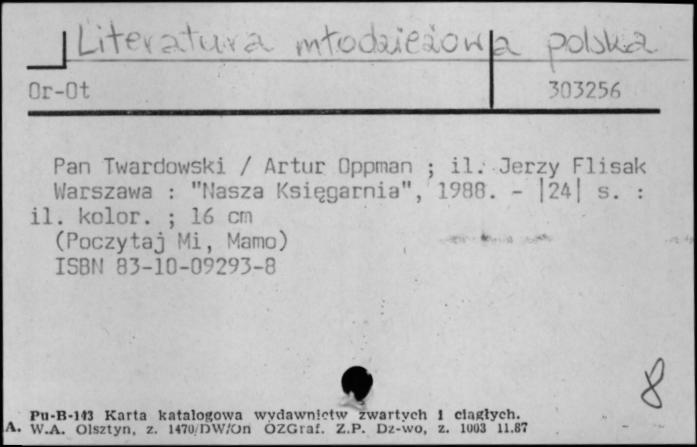 Literatura młodzieżowa polska
Or-Ot 303256
Pan Twardowski / Artur Oppman ; il. Jerzy Flisak
Warszawa : "Nasza Księgarnia", 1988. - |24| s. :
il. kolor. ; 16 cm
(Poczytaj Mi, Mamo)
ISBN 83-10-09293-8
8
Pu-B-143 Karta katalogowa wydawnictw zwartych i ciągłych.
A. W.A. Olsztyn, z. 1470/DW/On OZGraf. Z.P. Dz-wo, z. 1003 11.87